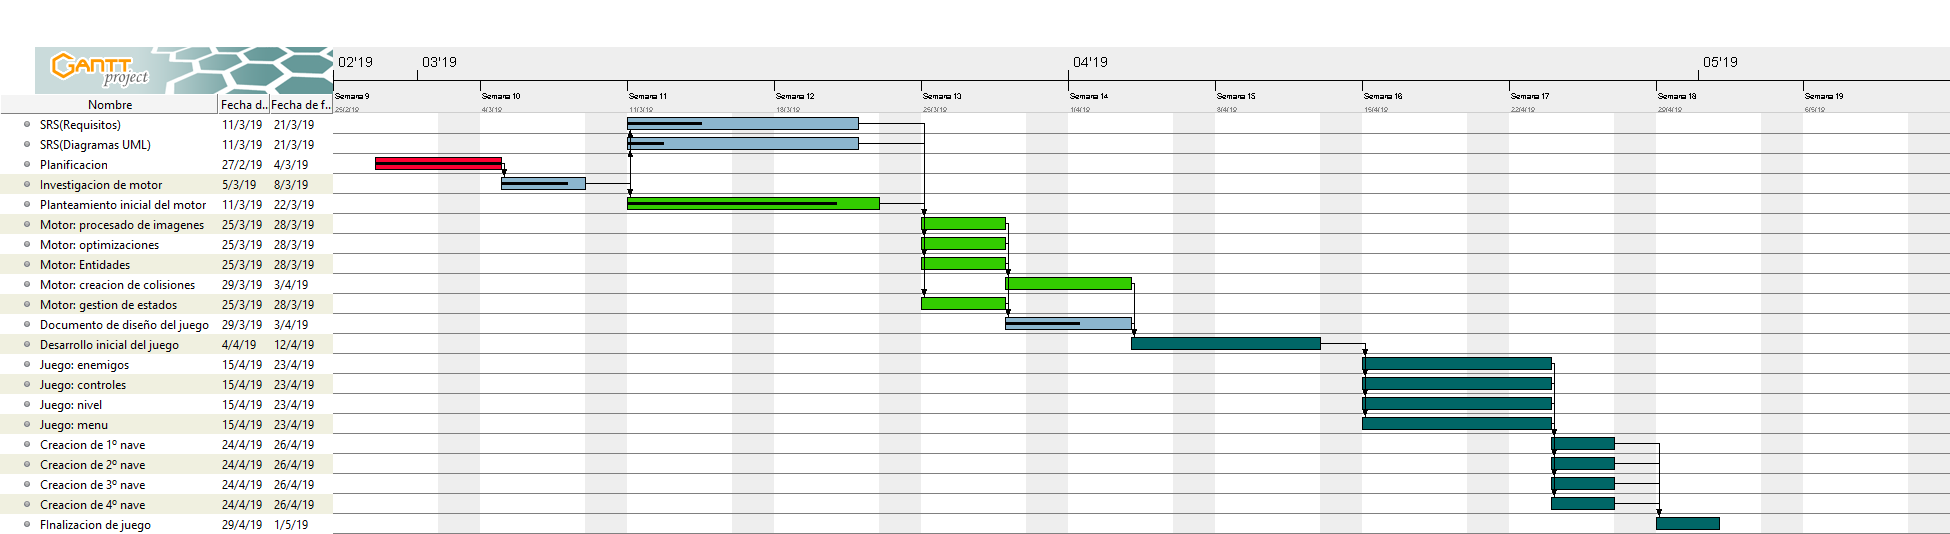 GANTT
project
02'19 03'19 04'19 05'19
Semana 9 Semana 10 Semana 11 Semana 12 Semana 13 Semana 14 Semana 15 Semana 16 Semana 17 Semana 18 Semana 19
4/3/19 11/3/19 18/3/19 25/3/19 1/4/19 8/4/19 15/4/19 22/4/19 29/4/19 6/5/19
Nombre Fecha d.. Fecha de f..
SRS(Requisitos) 11/3/19 21/3/19
SRS(Diagramas UML) 11/3/19 21/3/19
Planificacion 27/2/19 4/3/19
Investigacion de motor 5/3/19 8/3/19
Planteamiento inicial del motor 11/3/19 22/3/19
Motor: procesado de imagenes 25/3/19 28/3/19
Motor: optimizaciones 25/3/19 28/3/19
Motor: Entidades 25/3/19 28/3/19
Motor: creacion de colisiones 29/3/19 3/4/19
Motor: gestion de estados 25/3/19 28/3/19
Documento de diseño del juego 29/3/19 3/4/19
Desarrollo inicial del juego 4/4/19 12/4/19
Juego: enemigos 15/4/19 23/4/19
Juego: controles 15/4/19 23/4/19
Juego: nivel 15/4/19 23/4/19
Juego: menu 15/4/19 23/4/19
Creacion de 1º nave 24/4/19 26/4/19
Creacion de 2º nave 24/4/19 26/4/19
Creacion de 3º nave 24/4/19 26/4/19
Creacion de 4º nave 24/4/19 26/4/19
FInalizacion de juego 29/4/19 1/5/19